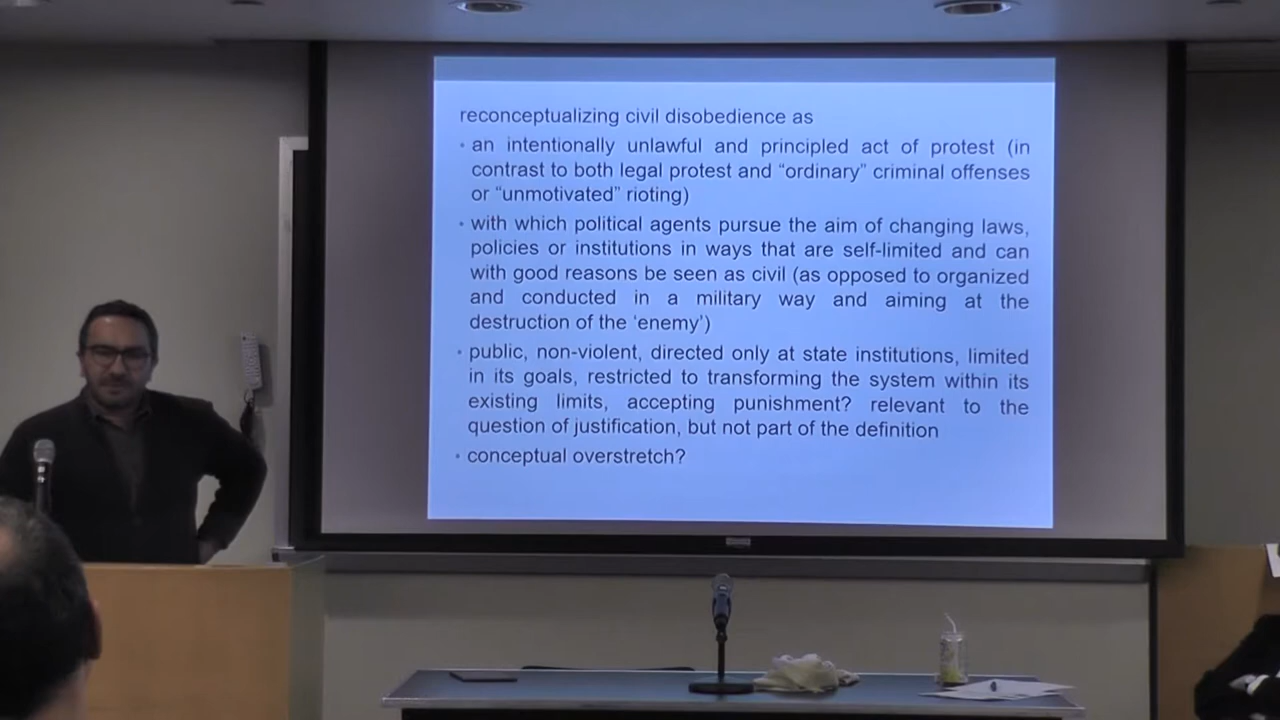 reconceptualizing civil disobedience as
• an intentionally unlawful and principled act of protest (in
contrast to both legal protest and “ordinary” criminal offenses
or “unmotivated” rioting)
• with which political agents pursue the aim of changing laws,
policies or institutions in ways that are self-limited and can
with good reasons be seen as civil (as opposed to organized
and conducted in a military way and aiming at the
destruction of the ‘enemy’)
• public, non-violent, directed only at state institutions, limited
in its goals, restricted to transforming the system within its
existing limits, accepting punishment? relevant to the
question of justification, but not part of the definition
• conceptual overstretch?